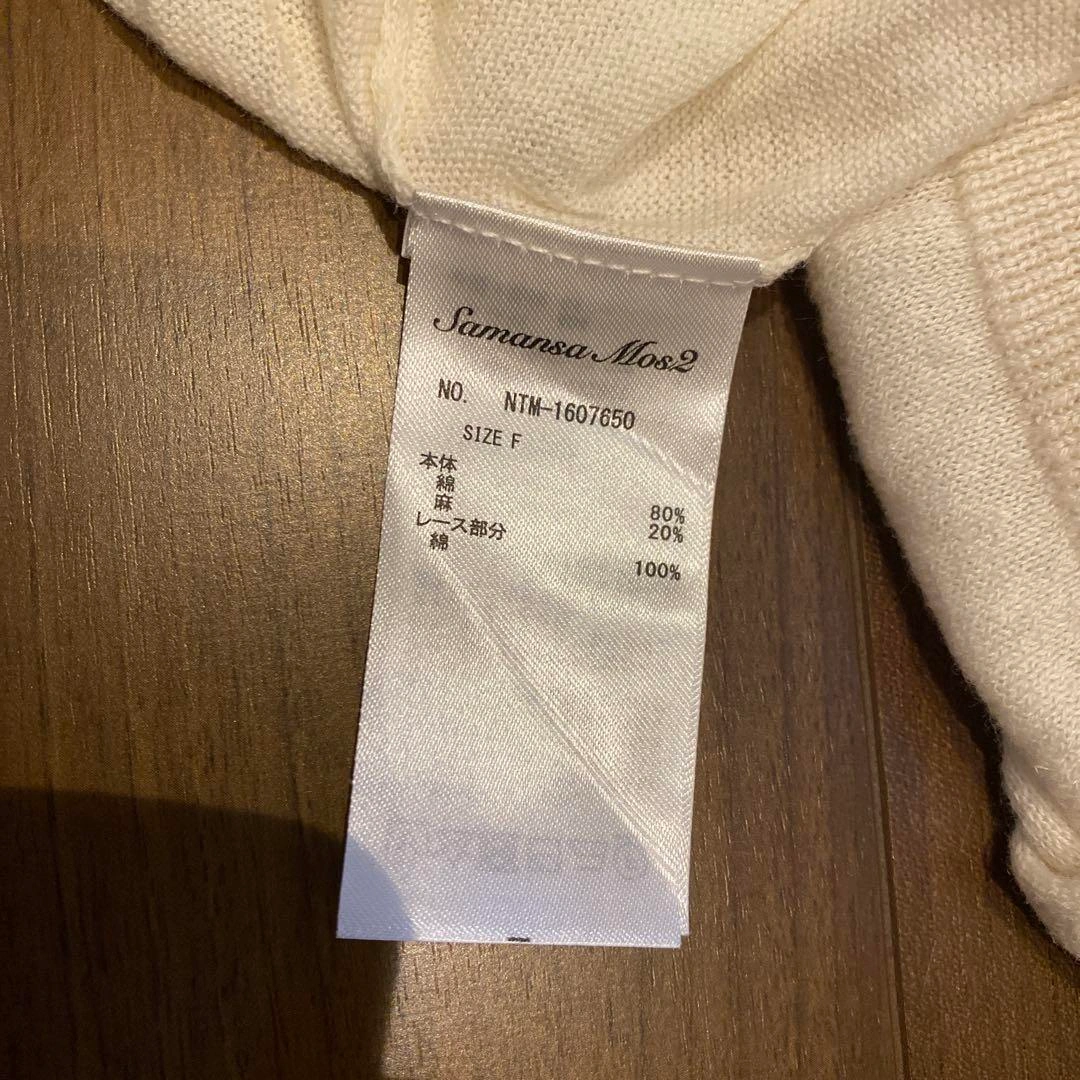 Samansa Mos2
NO. NTM-1607650
SIZE F
本体
綿 80%
麻 20%
レース部分
綿 100%